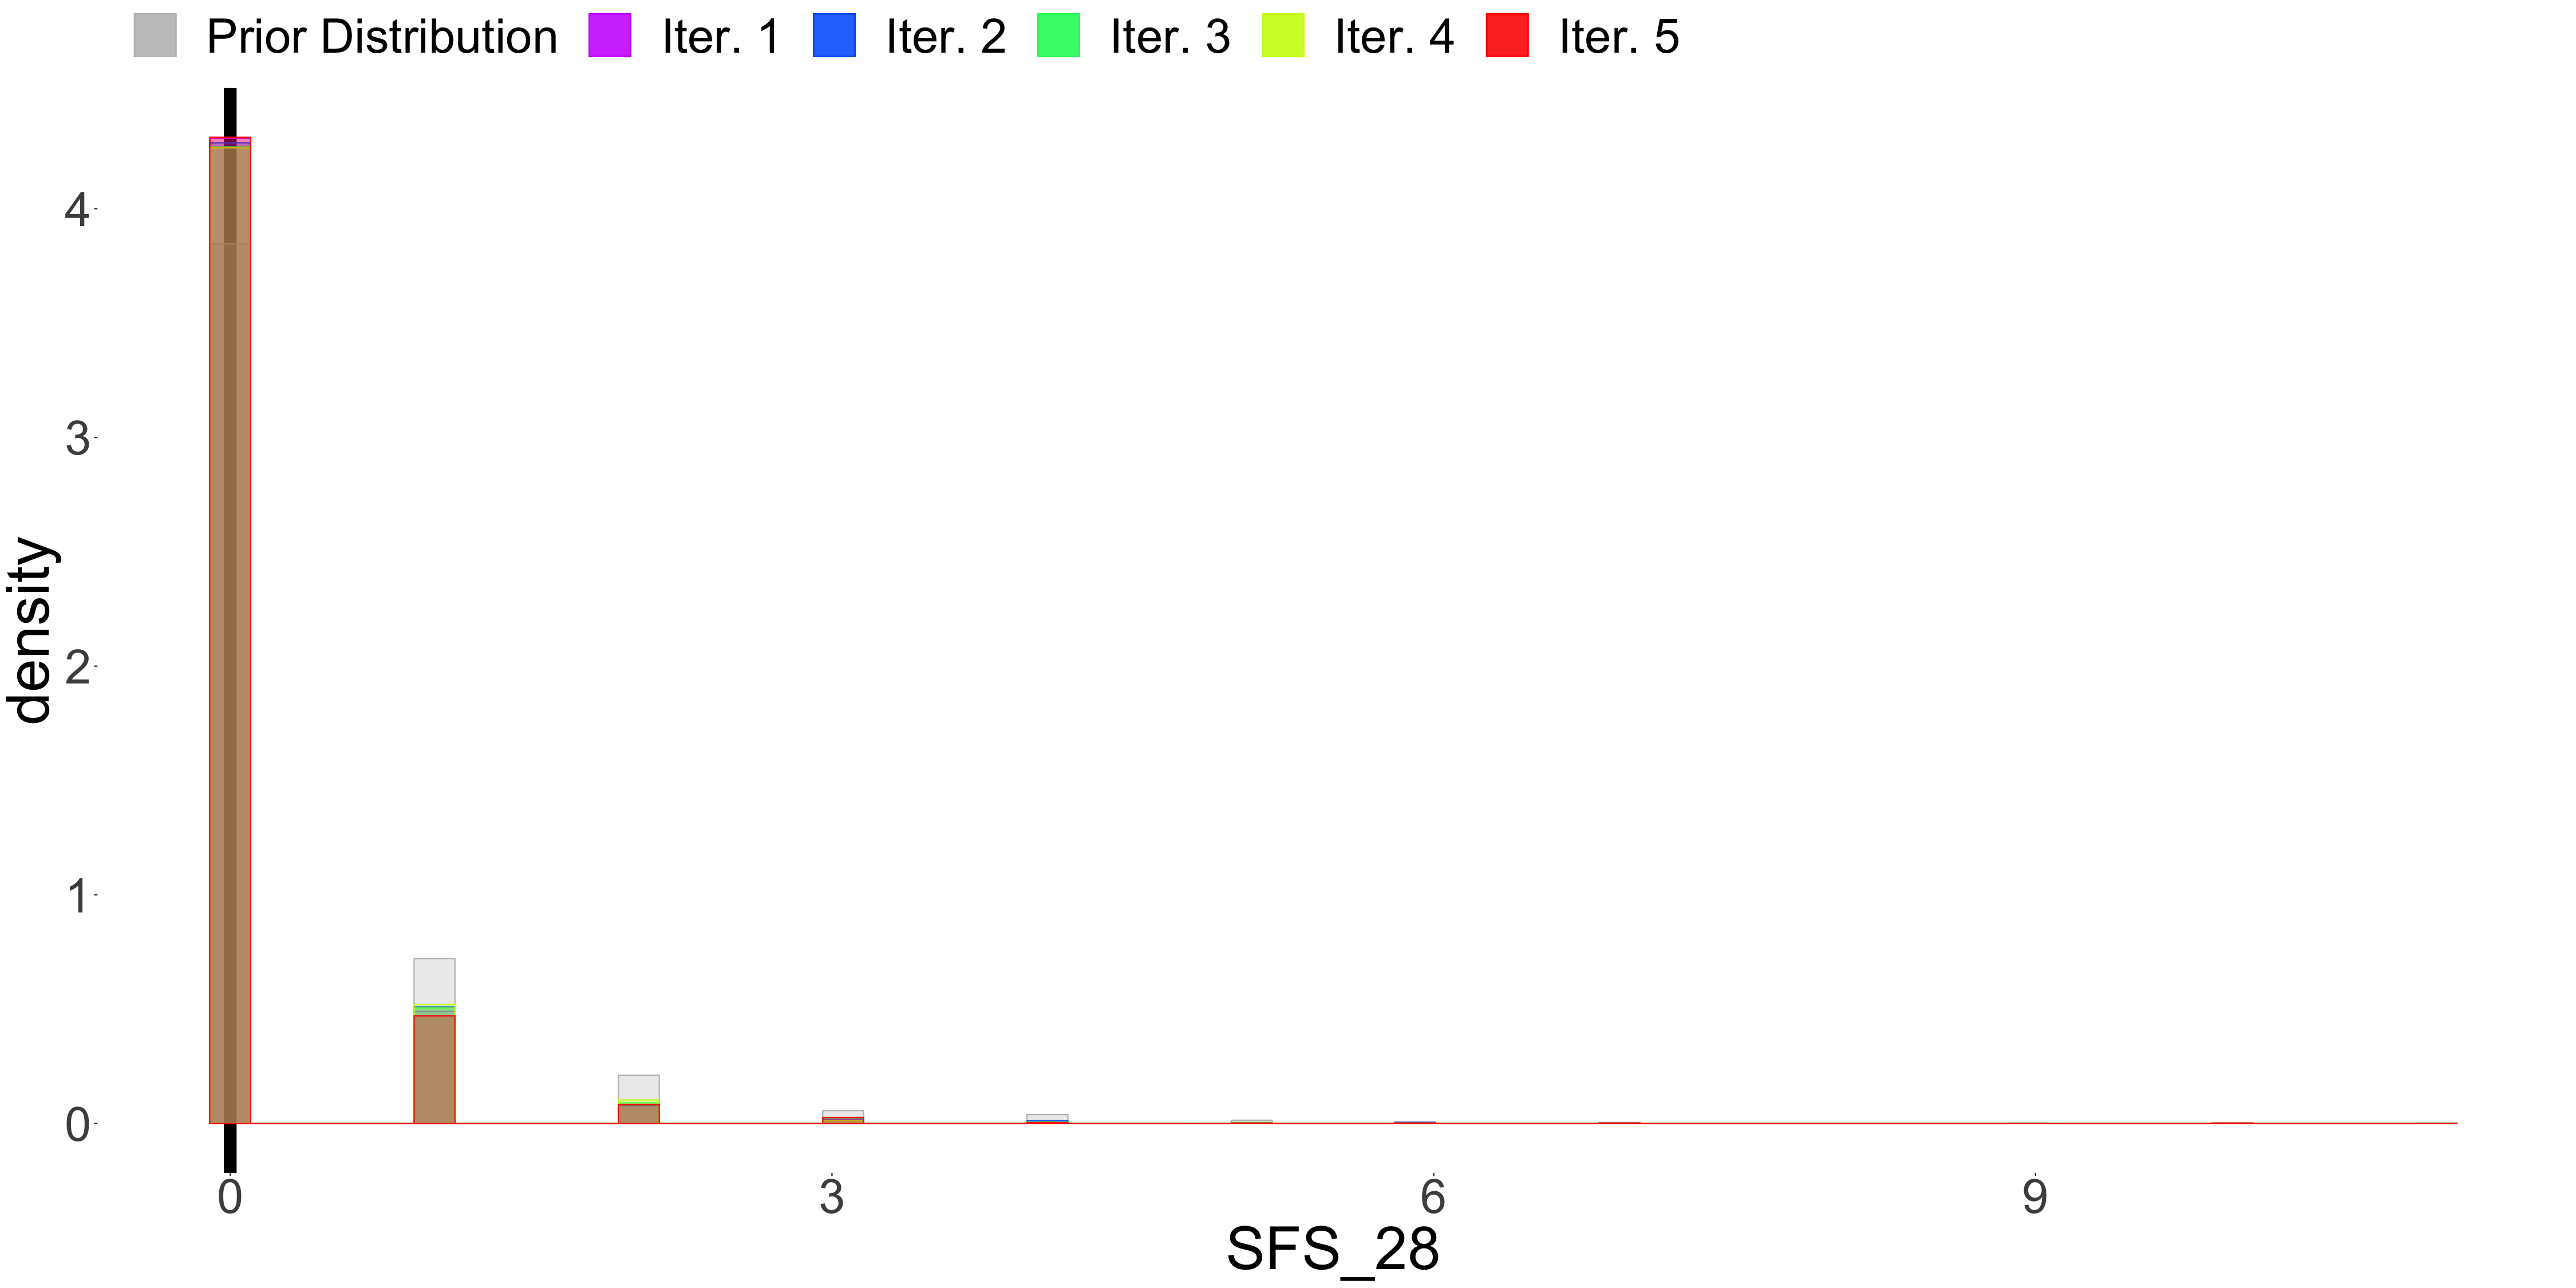 Prior Distribution Iter. 1 Iter. 2 Iter. 3 Iter. 4 Iter. 5
4
3
2
1
0
density
0 3 6 9
SFS_28